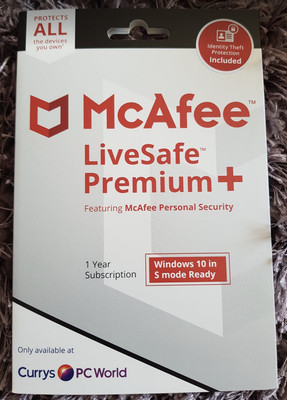 PROTECTS
ALL
the devices
you own*
Identity Theft
Protection
Included
McAfee™
LiveSafe™
Premium+
Featuring McAfee Personal Security
1 Year
Subscription
Windows 10 in
S mode Ready
Only available at
Currys PC World